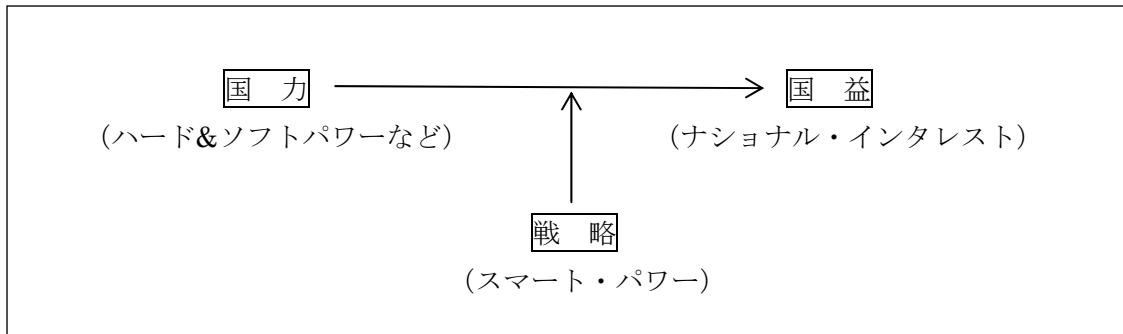 国　力
国　益
（ハード&ソフトパワーなど）
（ナショナル・インタレスト）
戦　略
（スマート・パワー）